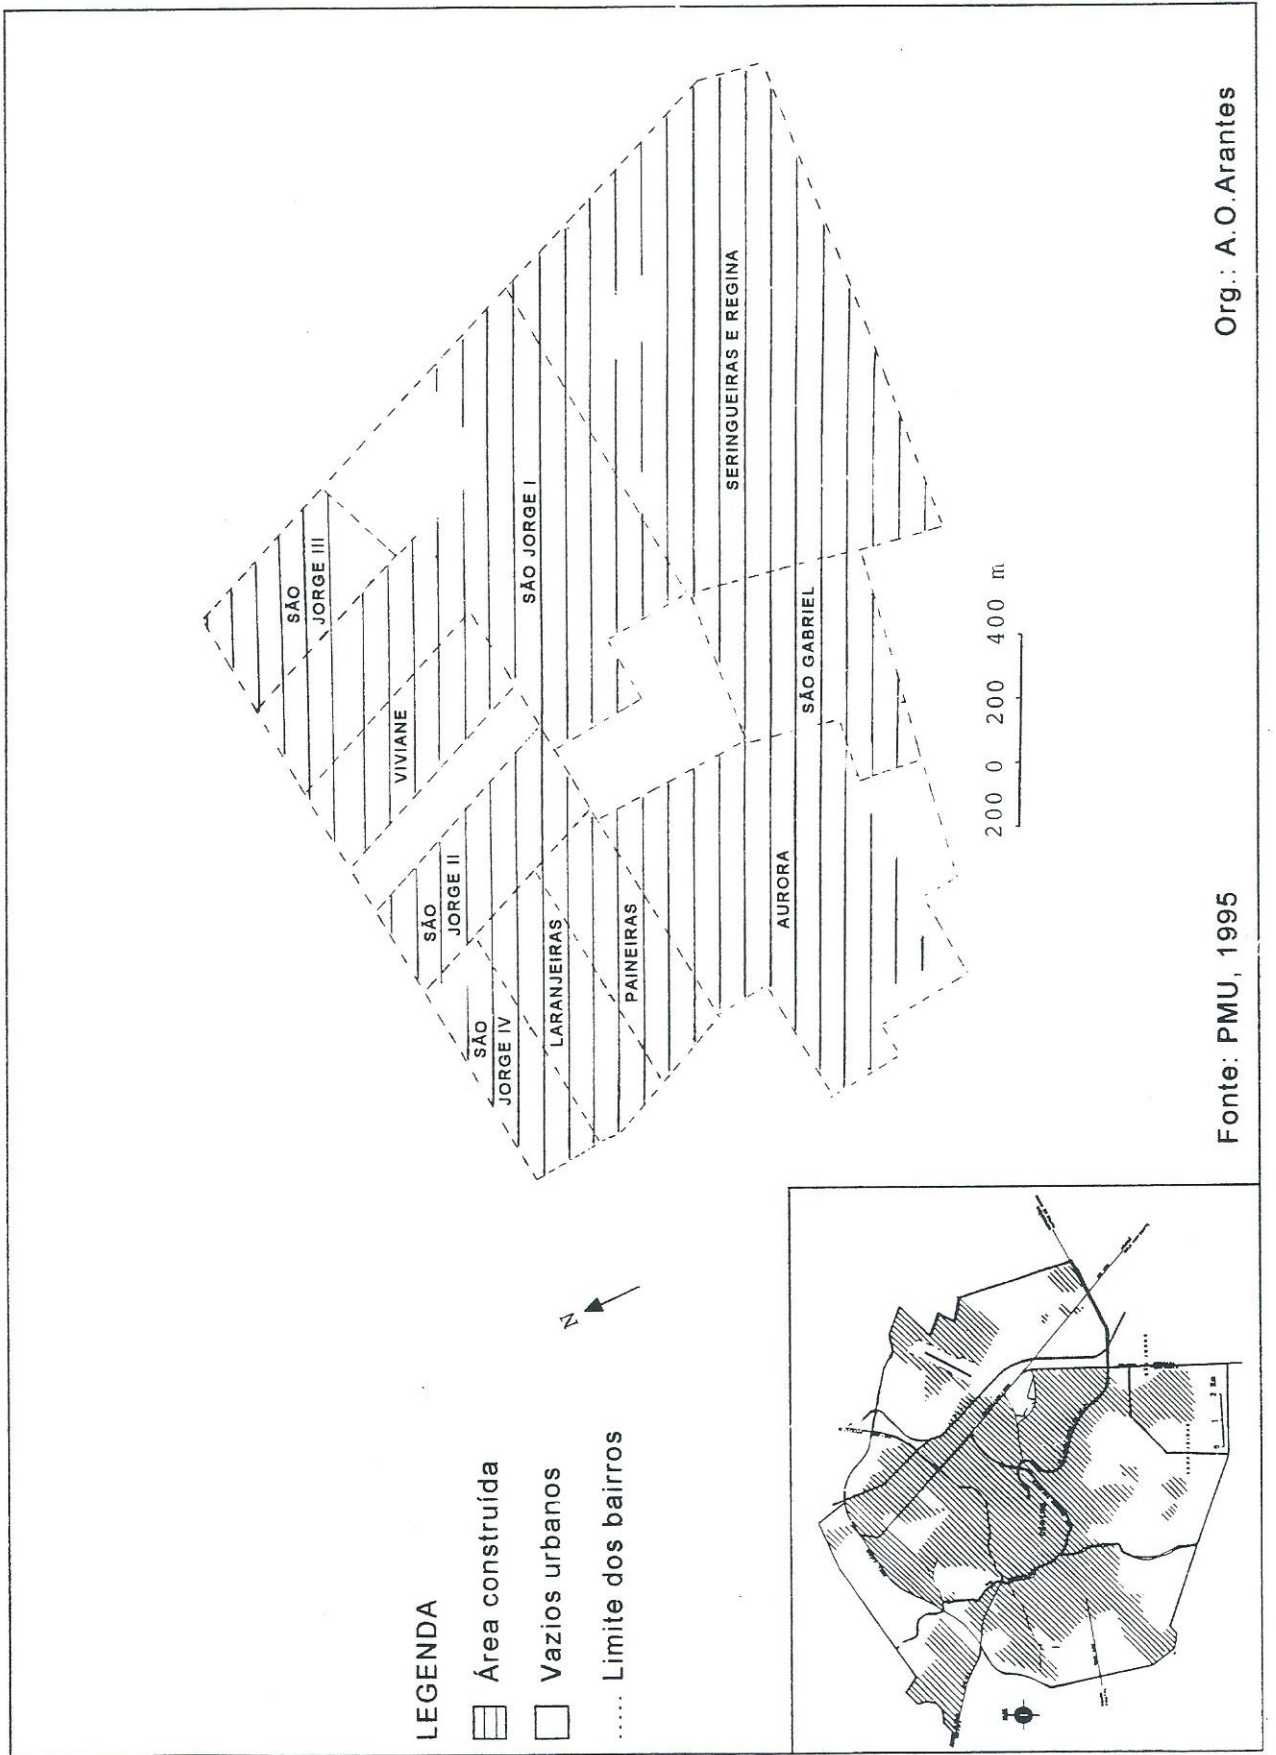 SÃO
JORGE III
VIVIANE
SÃO
JORGE II
SÃO
JORGE IV
SÃO JORGE I
LARANJEIRAS
PAINEIRAS
SERINGUEIRAS E REGINA
SÃO GABRIEL
AURORA
200 0 200 400 m
N
LEGENDA
Área construída
Vazios urbanos
Limite dos bairros
Fonte: PMU, 1995
Org.: A.O.Arantes